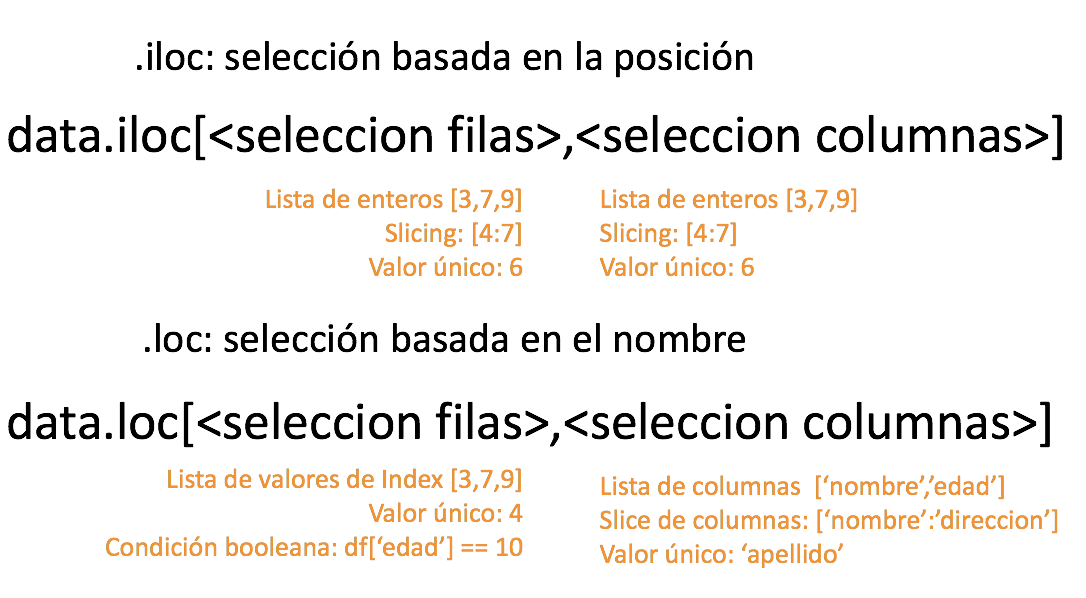 .iloc: selección basada en la posición
data.iloc[<seleccion filas>,<seleccion columnas>]
Lista de enteros [3,7,9]
Slicing: [4:7]
Valor único: 6
Lista de enteros [3,7,9]
Slicing: [4:7]
Valor único: 6
.loc: selección basada en el nombre
data.loc[<seleccion filas>,<seleccion columnas>]
Lista de valores de Index [3,7,9]
Valor único: 4
Condición booleana: df[‘edad’] == 10
Lista de columnas  [‘nombre’,’edad’]
Slice de columnas: [‘nombre’:’direccion’]
Valor único: ‘apellido’